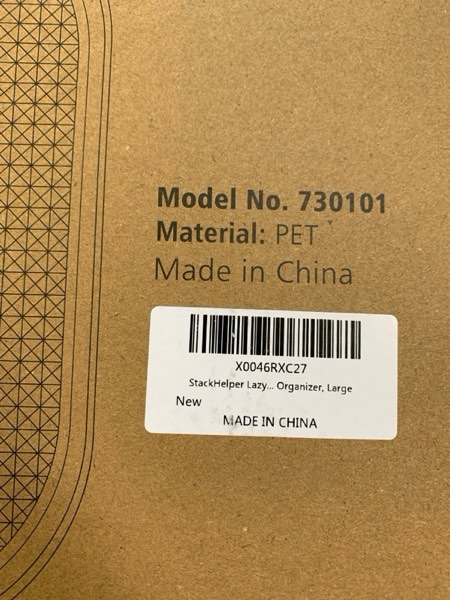 Model No. 730101
Material: PET
Made in China
X0046RXC27
StackHelper Lazy... Organizer, Large
New
MADE IN CHINA